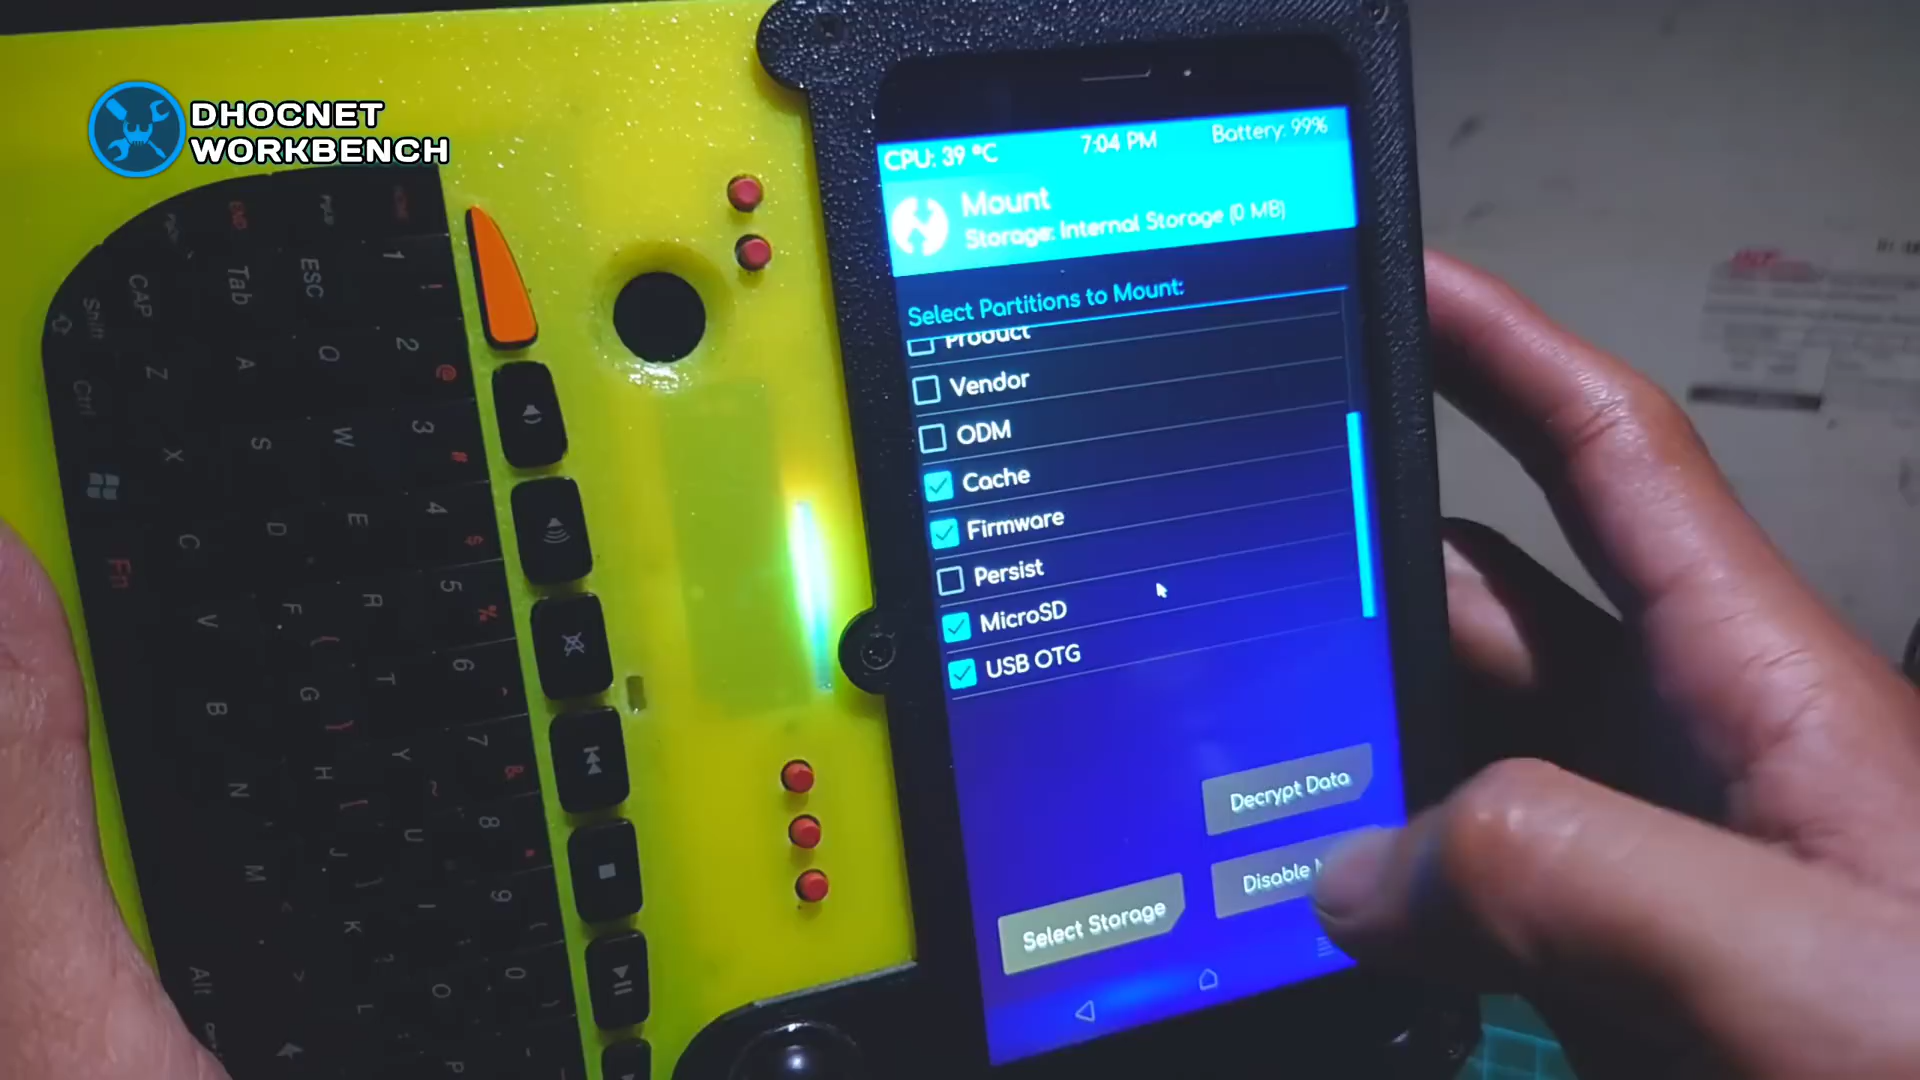 DHOCNET
WORKBENCH
CPU: 39 °C
7:04 PM
Battery: 99%
Mount
Storage: Internal Storage (0 MB)
Select Partitions to Mount:
Product
Vendor
ODM
Cache
Firmware
Persist
MicroSD
USB OTG
Decrypt Data
Disable
Select Storage
END
CAP
Tab
ESC
1 !
Shift
Z
A
Q
2 @
Ctrl
X
S
W
3 #
D
E
4 $
Fn
C
F
R
5 %
V
G
T
6 ^
B
H
Y
7 &
N
J
U
8
M
K
I
9 (
Alt
L
O
0 )
P